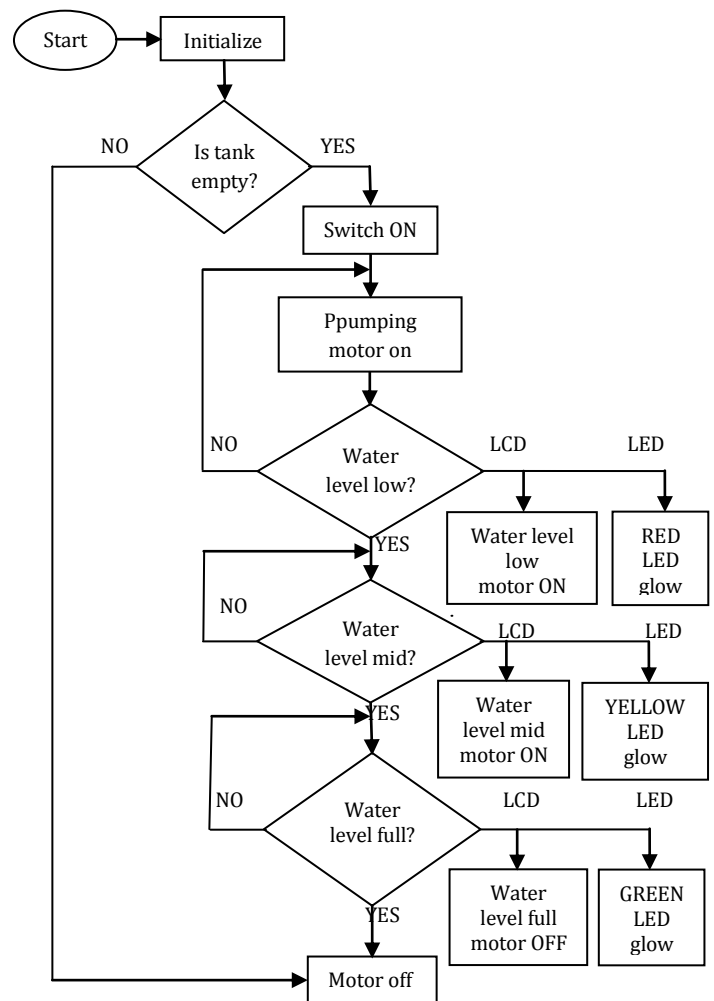 Start
Initialize
NO
YES
Is tank
empty?
Switch ON
Ppumping
motor on
NO
Water
level low?
LCD
LED
YES
Water level
low
motor ON
RED
LED
glow
NO
Water
level mid?
LCD
LED
YES
Water
level mid
motor ON
YELLOW
LED
glow
NO
Water
level full?
LCD
LED
YES
Water
level full
motor OFF
GREEN
LED
glow
Motor off